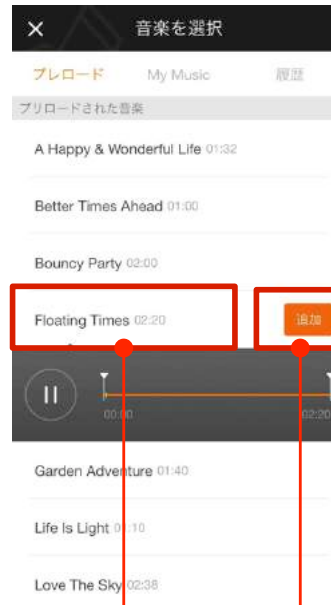 × 音楽を選択
プレロード My Music 履歴
プリロードされた音楽
A Happy & Wonderful Life 01:32
Better Times Ahead 01:00
Bouncy Party 02:00
Floating Times 02:20 追加
00:00 02:20
Garden Adventure 01:40
Life Is Light :10
Love The Sky 02:38